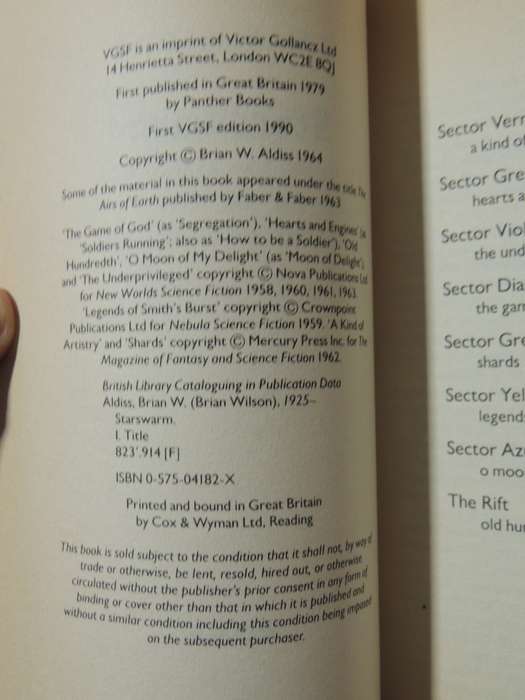 VGSF is an imprint of Victor Gollancz Ltd
14 Henrietta Street, London WC2E 8QJ
First published in Great Britain 1979
by Panther Books
First VGSF edition 1990
Copyright © Brian W. Aldiss 1964
Some of the material in this book appeared under the title The
Airs of Earth published by Faber & Faber 1963
'The Game of God' (as 'Segregation'), 'Hearts and Engines' (as
'Soldiers Running'; also as 'How to be a Soldier'), 'Old
Hundredth', 'O Moon of My Delight' (as 'Moon of Delight')
and 'The Underprivileged' copyright © Nova Publications Ltd
for New Worlds Science Fiction 1958, 1960, 1961, 1963.
'Legends of Smith's Burst' copyright © Crownpoint
Publications Ltd for Nebula Science Fiction 1959. 'A Kind of
Artistry' and 'Shards' copyright © Mercury Press Inc. for The
Magazine of Fantasy and Science Fiction 1962.
British Library Cataloguing in Publication Data
Aldiss, Brian W. (Brian Wilson), 1925–
Starswarm.
I. Title
823'.914 [F]
ISBN 0-575-04182-X
Printed and bound in Great Britain
by Cox & Wyman Ltd, Reading
This book is sold subject to the condition that it shall not, by way of
trade or otherwise, be lent, resold, hired out, or otherwise
circulated without the publisher's prior consent in any form of
binding or cover other than that in which it is published and
without a similar condition including this condition being imposed
on the subsequent purchaser.
Sector Verm
a kind of
Sector Gre
hearts a
Sector Viol
the und
Sector Dia
the gam
Sector Gre
shards
Sector Yel
legend
Sector Azu
o moo
The Rift
old hun